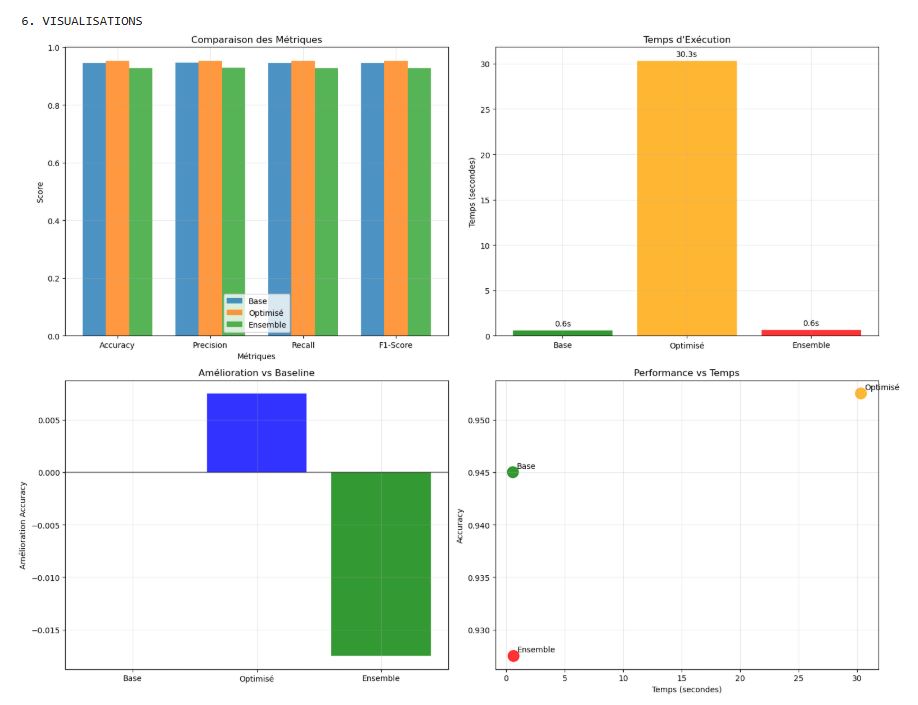 6. VISUALISATIONS
Comparaison des Métriques
1.0
0.8
0.6
0.4
0.2
0.0
Score
Base
Optimisé
Ensemble
Accuracy Precision Recall F1-Score
Métriques
Temps d'Exécution
30
25
20
15
10
5
0
Temps (secondes)
0.6s
30.3s
0.6s
Base Optimisé Ensemble
Amélioration vs Baseline
0.005
0.000
−0.005
−0.010
−0.015
Amélioration Accuracy
Base Optimisé Ensemble
Performance vs Temps
0.950
0.945
0.940
0.935
0.930
Accuracy
Optimisé
Base
Ensemble
0 5 10 15 20 25 30
Temps (secondes)